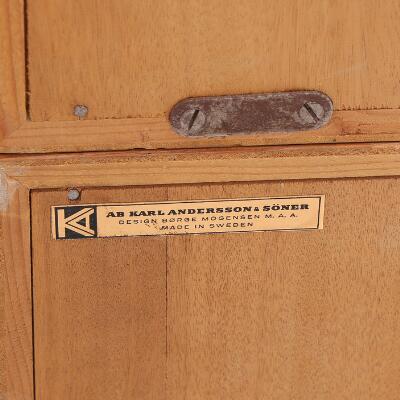 KA AB KARL ANDERSSON & SÖNER
DESIGN BØRGE MOGENSEN M. A. A.
MADE IN SWEDEN